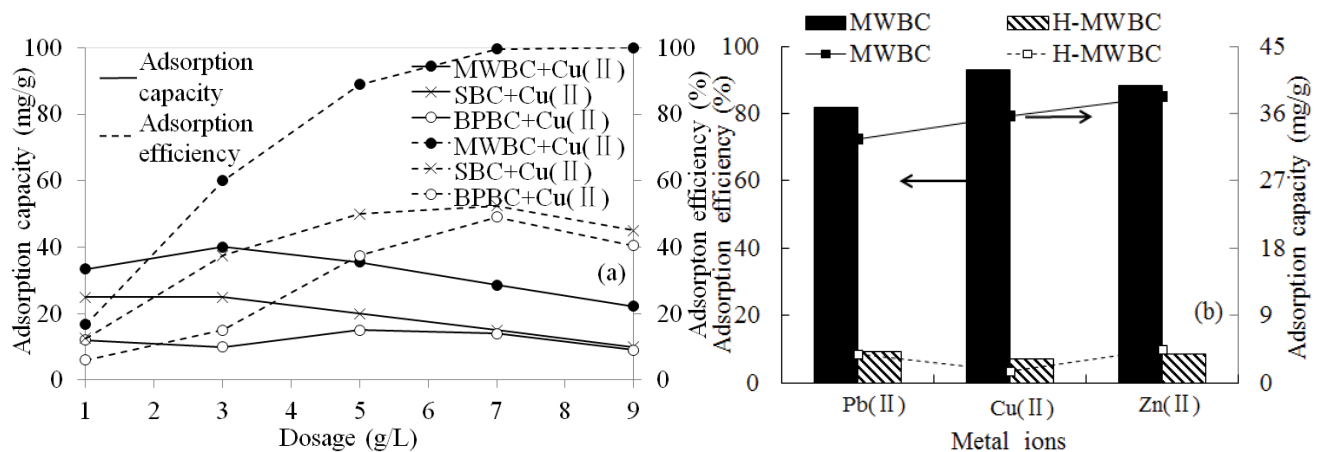 100
80
60
40
20
0
Adsorption capacity (mg/g)
Adsorption
capacity
Adsorption
efficiency
MWBC+Cu(Ⅱ)
SBC+Cu(Ⅱ)
BPBC+Cu(Ⅱ)
MWBC+Cu(Ⅱ)
SBC+Cu(Ⅱ)
BPBC+Cu(Ⅱ)
(a)
1 2 3 4 5 6 7 8 9
Dosage (g/L)
100
80
60
40
20
0
Adsorpton efficiency (%)
Adsorption efficiency (%)
MWBC H-MWBC
MWBC H-MWBC
100
80
60
40
20
0
(b)
45
36
27
18
9
0
Adsorption capacity (mg/g)
Pb(Ⅱ) Cu(Ⅱ) Zn(Ⅱ)
Metal ions